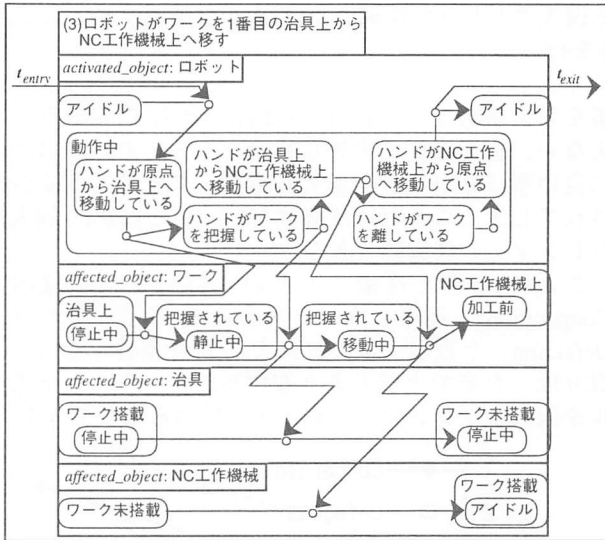 (3)ロボットがワークを1番目の治具上から
NC工作機械上へ移す
t_entry
activated_object: ロボット
t_exit
アイドル
アイドル
動作中
ハンドが原点
から治具上へ
移動している
ハンドが治具上
からNC工作機械上
へ移動している
ハンドがNC工作
機械上から原点
へ移動している
ハンドがワーク
を把握している
ハンドがワーク
を離している
affected_object: ワーク
治具上
停止中
把握されている
静止中
把握されている
移動中
NC工作機械上
加工前
affected_object: 治具
ワーク搭載
停止中
ワーク未搭載
停止中
affected_object: NC工作機械
ワーク未搭載
ワーク搭載
アイドル